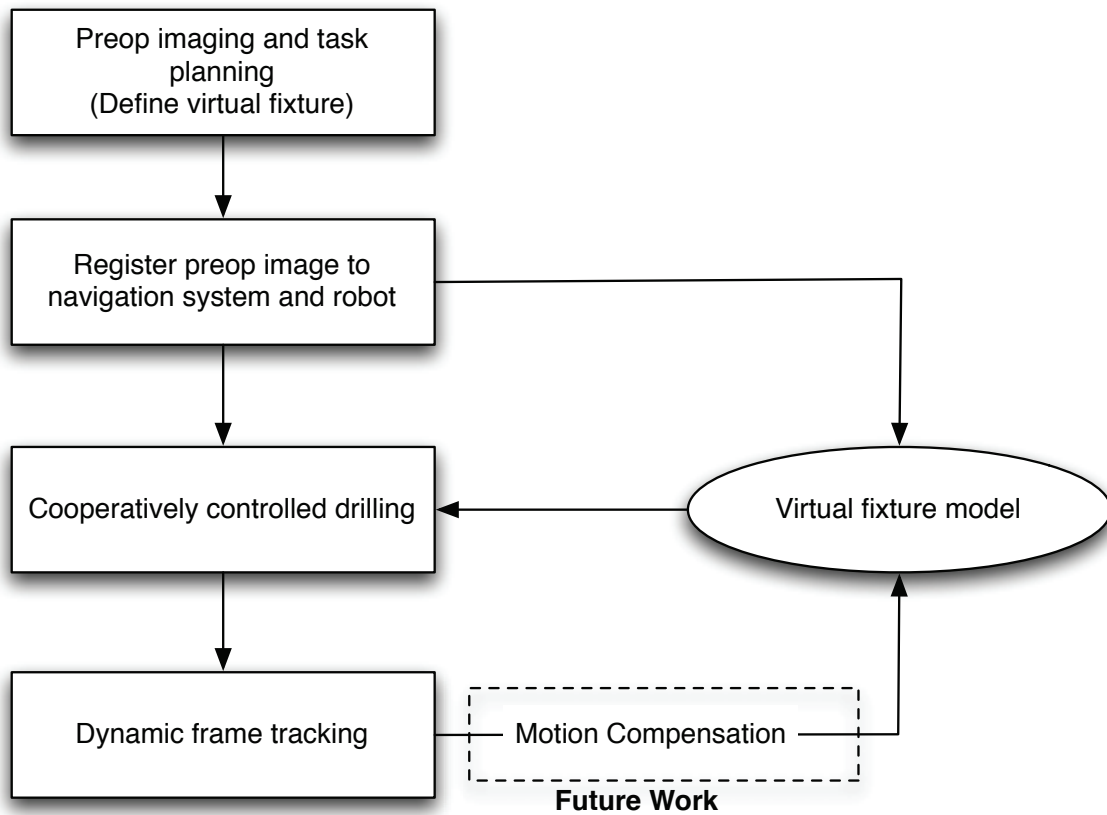 Preop imaging and task
planning
(Define virtual fixture)
Register preop image to
navigation system and robot
Cooperatively controlled drilling
Virtual fixture model
Dynamic frame tracking
Motion Compensation
Future Work